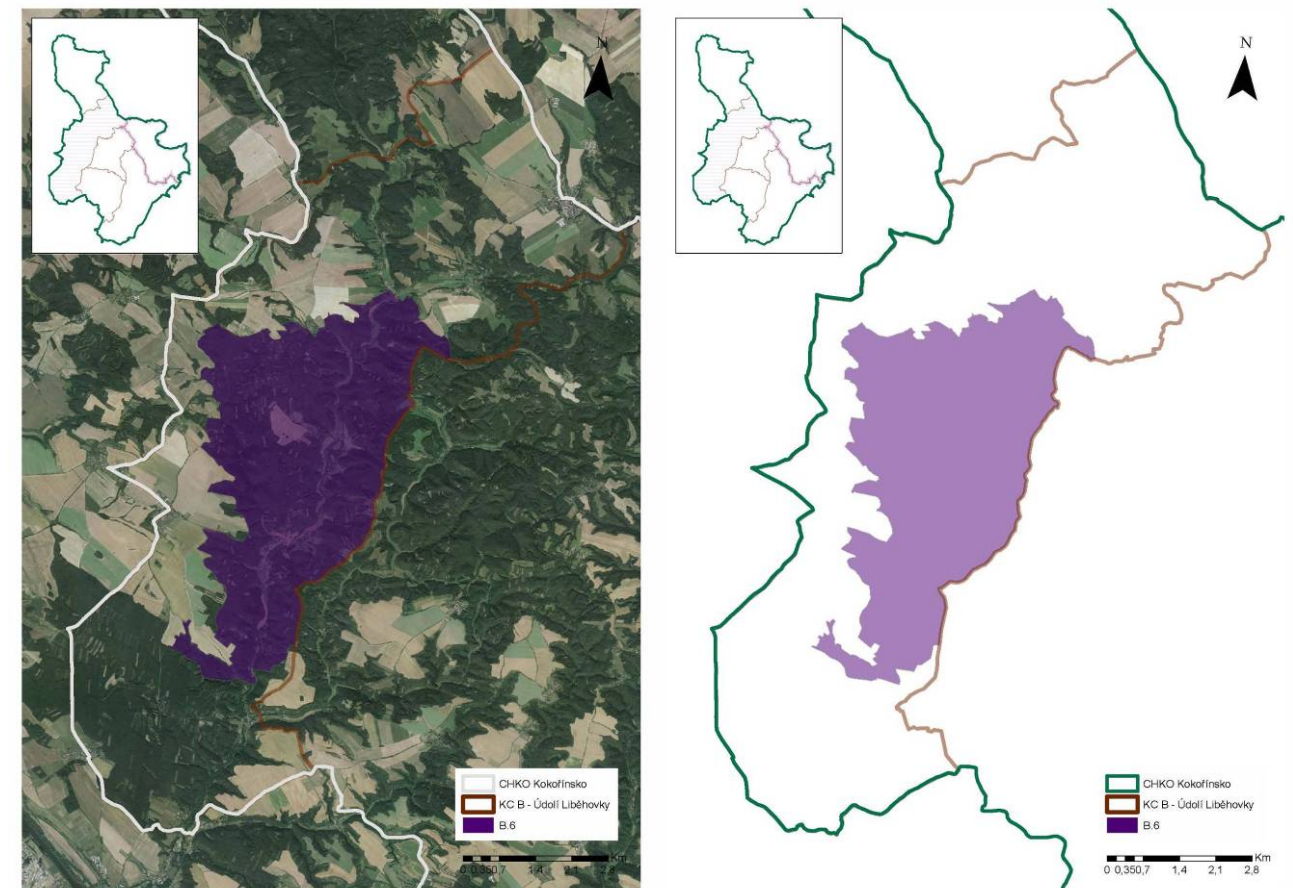 N
CHKO Kokořínsko
KC B - Údolí Liběhovky
B.6
Km
0 0,350,7 1,4 2,1 2,8
N
CHKO Kokořínsko
KC B - Údolí Liběhovky
B.6
Km
0 0,350,7 1,4 2,1 2,8